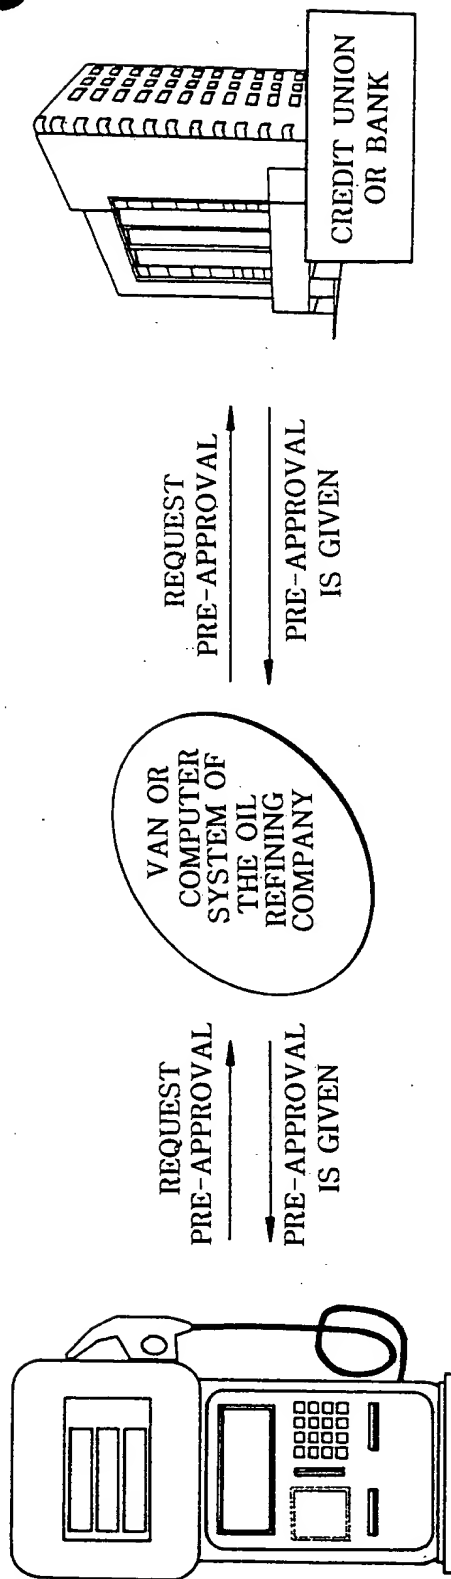 REQUEST
PRE-APPROVAL
PRE-APPROVAL
IS GIVEN
VAN OR
COMPUTER
SYSTEM OF
THE OIL
REFINING
COMPANY
REQUEST
PRE-APPROVAL
PRE-APPROVAL
IS GIVEN
CREDIT UNION
OR BANK